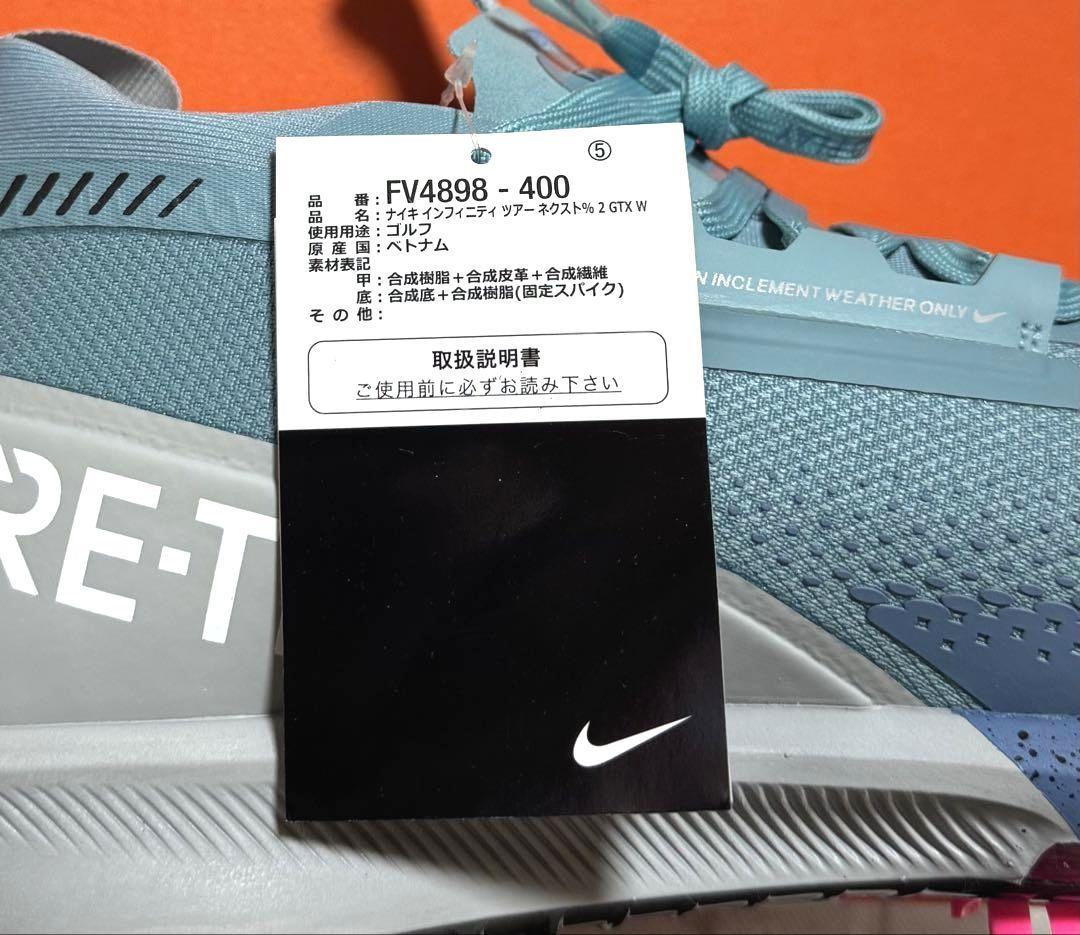 ⑤
品 番：FV4898 - 400
品 名：ナイキ インフィニティ ツアー ネクスト% 2 GTX W
使用用途：ゴルフ
原 産 国：ベトナム
素材表記
甲：合成樹脂＋合成皮革＋合成繊維
底：合成底＋合成樹脂(固定スパイク)
そ の 他：
取扱説明書
ご使用前に必ずお読み下さい
N INCLEMENT WEATHER ONLY
RE-T